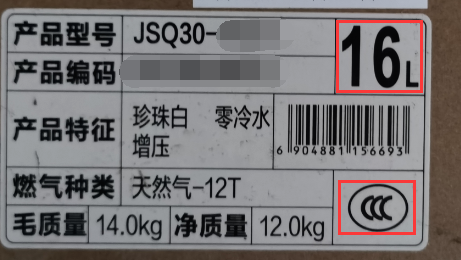 产品型号 JSQ30-
16L
产品编码
产品特征 珍珠白 零冷水
增压
6 904881 156693
燃气种类 天然气-12T
CCC
毛质量 14.0kg 净质量 12.0kg